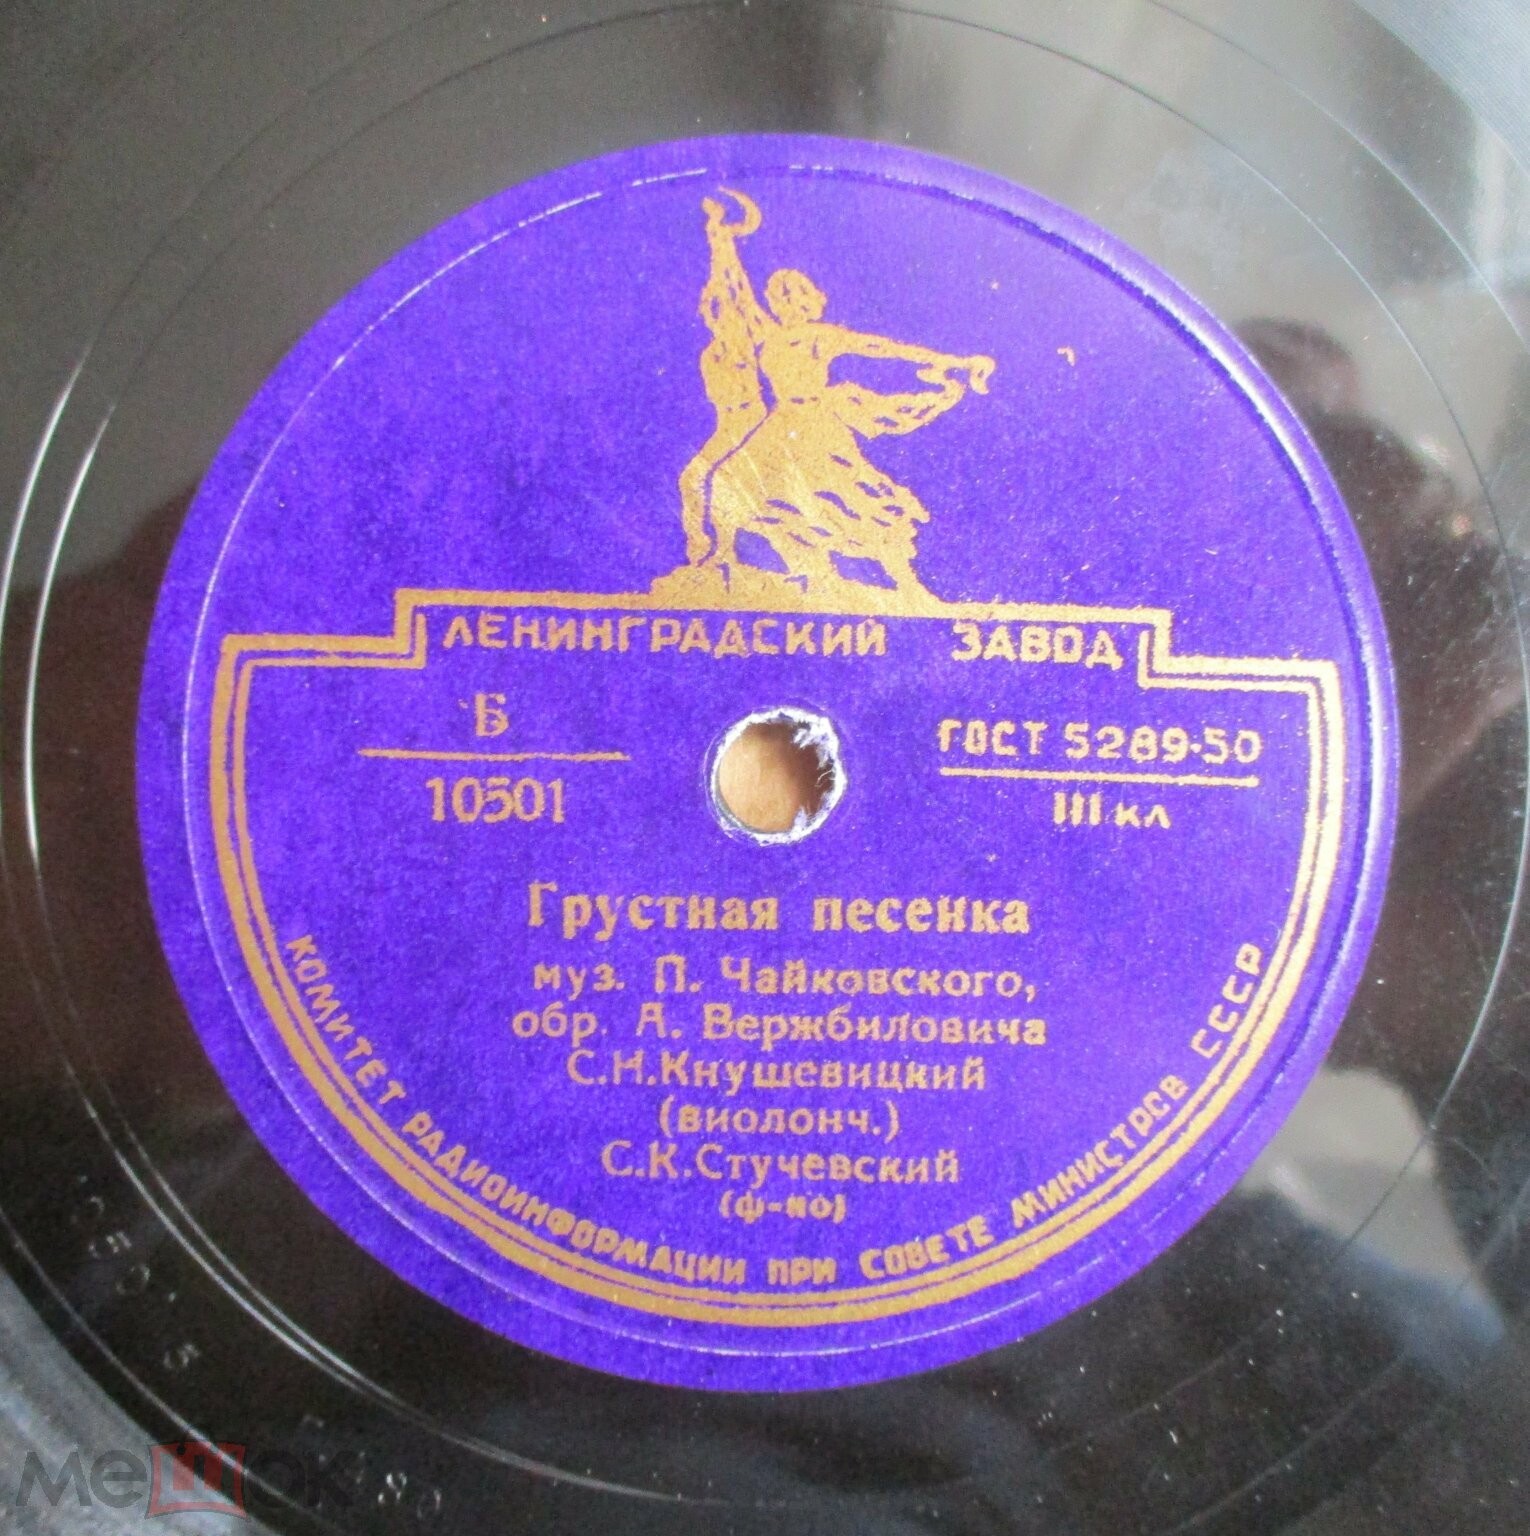 ЛЕНИНГРАДСКИЙ ЗАВОД
Б
10501
ГОСТ 5289-50
III кл
Грустная песенка
муз. П. Чайковского,
обр. А. Вержбиловича
С.Н.Кнушевицкий
(виолонч.)
С.К.Стучевский
(ф-но)
КОМИТЕТ РАДИОИНФОРМАЦИИ ПРИ СОВЕТЕ МИНИСТРОВ СССР
мешок